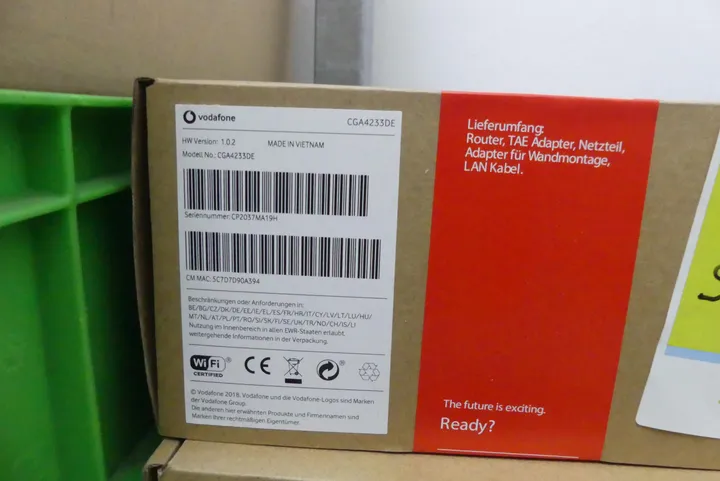 vodafone
CGA4233DE
HW Version: 1.0.2 MADE IN VIETNAM
Modell No.: CGA4233DE
Seriennummer: CP2037MA19H
CM MAC: 5C7D7D90A394
Beschränkungen oder Anforderungen in:
BE/BG/CZ/DK/DE/EE/IE/EL/ES/FR/HR/IT/CY/LV/LT/LU/HU/
MT/NL/AT/PL/PT/RO/SI/SK/FI/SE/UK/TR/NO/CH/IS/LI
Nutzung im Innenbereich in allen EWR-Staaten erlaubt,
weitergehende Informationen in der Verpackung.
Wi Fi
CERTIFIED
CE
© Vodafone 2018. Vodafone und die Vodafone-Logos sind Marken
der Vodafone Group.
Die anderen hier erwähnten Produkte und Firmennamen sind
Marken Ihrer rechtmäßigen Eigentümer.
Lieferumfang:
Router, TAE Adapter, Netzteil,
Adapter für Wandmontage,
LAN Kabel.
The future is exciting.
Ready?